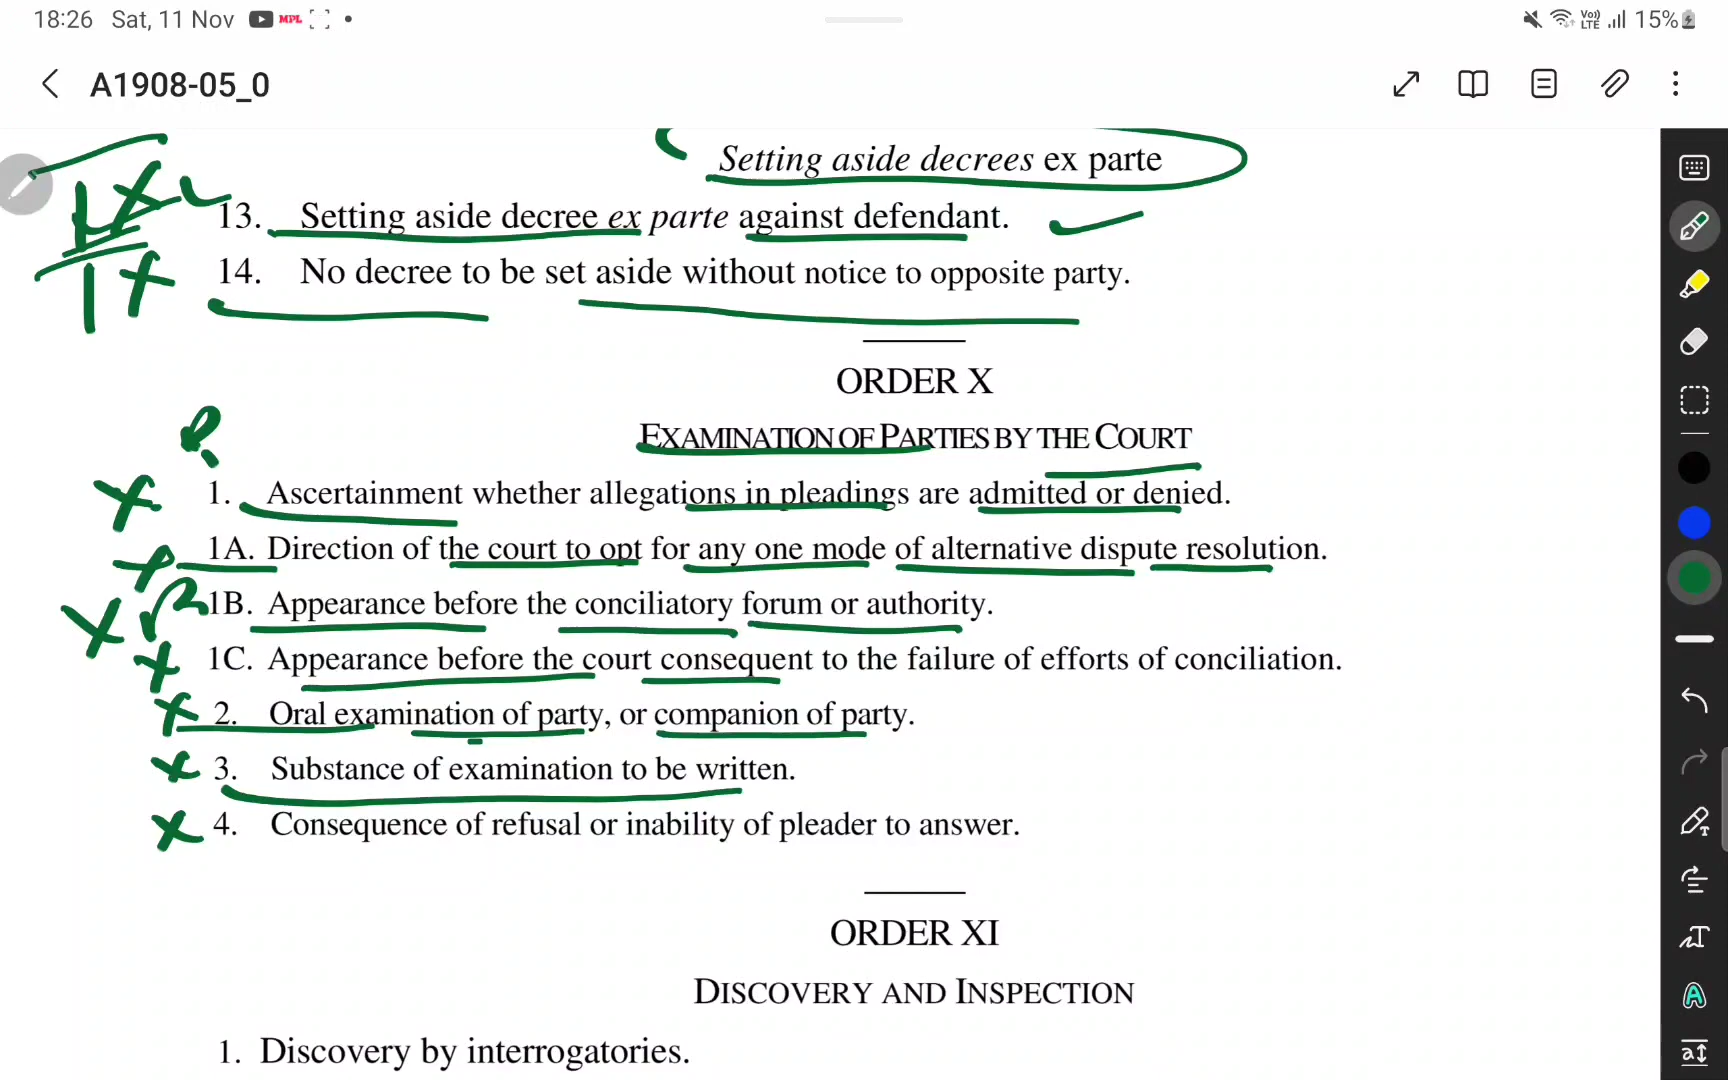 18:26 Sat, 11 Nov MPL Vo)) LTE 15%
A1908-05_0
Setting aside decrees ex parte
13. Setting aside decree ex parte against defendant.
14. No decree to be set aside without notice to opposite party.
ORDER X
EXAMINATION OF PARTIES BY THE COURT
1. Ascertainment whether allegations in pleadings are admitted or denied.
1A. Direction of the court to opt for any one mode of alternative dispute resolution.
1B. Appearance before the conciliatory forum or authority.
1C. Appearance before the court consequent to the failure of efforts of conciliation.
2. Oral examination of party, or companion of party.
3. Substance of examination to be written.
4. Consequence of refusal or inability of pleader to answer.
ORDER XI
DISCOVERY AND INSPECTION
1. Discovery by interrogatories.